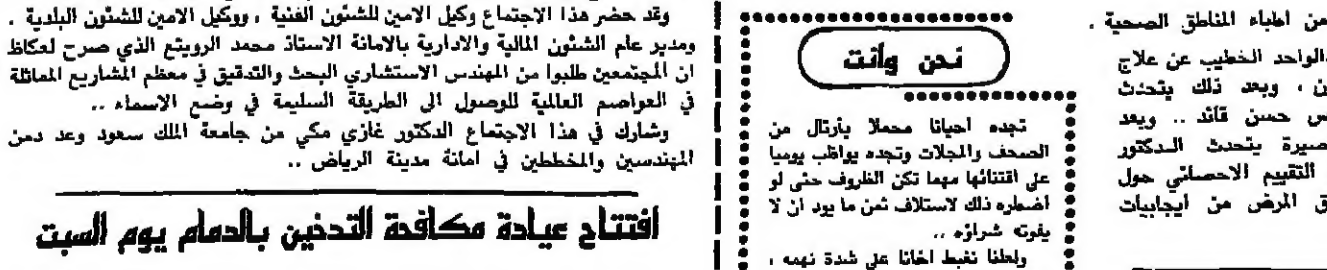 من اطباء المناطق الصحية .
الواحد الخطيب عن علاج
، وبعد ذلك يتحدث
حسن قائد .. وبعد
يتحدث الدكتور
التقييم الاحصائي حول
المرض من ايجابيات
نحن وأنت
تجده احيانا محملا بأرتال من
الصحف والمجلات وتجده يواظب يوميا
على اقتنائها مهما تكن الظروف حتى لو
اضطره ذلك لاستلاف ثمن ما يود ان لا
يفوته شراؤه ..
ولعلنا نغبط اخانا على شدة نهمه ،
وقد حضر هذا الاجتماع وكيل الامين للشئون الفنية ، ووكيل الامين للشئون البلدية .
ومدير عام الشئون المالية والادارية بالامانة الاستاذ محمد الرويتع الذي صرح لعكاظ
ان المجتمعين طلبوا من المهندس الاستشاري البحث والتدقيق في معظم المشاريع المماثلة
في العواصم العالمية للوصول الى الطريقة السليمة في وضع الاسماء ..
وشارك في هذا الاجتماع الدكتور غازي مكي من جامعة الملك سعود وعد دمن
المهندسين والمخططين في امانة مدينة الرياض ..
افتتاح عيادة مكافحة التدخين بالدمام يوم السبت